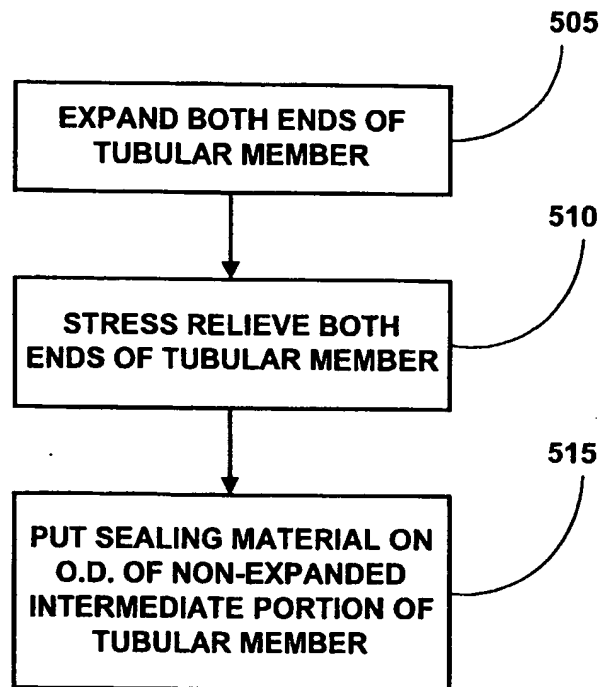 505
EXPAND BOTH ENDS OF
TUBULAR MEMBER
510
STRESS RELIEVE BOTH
ENDS OF TUBULAR MEMBER
515
PUT SEALING MATERIAL ON
O.D. OF NON-EXPANDED
INTERMEDIATE PORTION OF
TUBULAR MEMBER